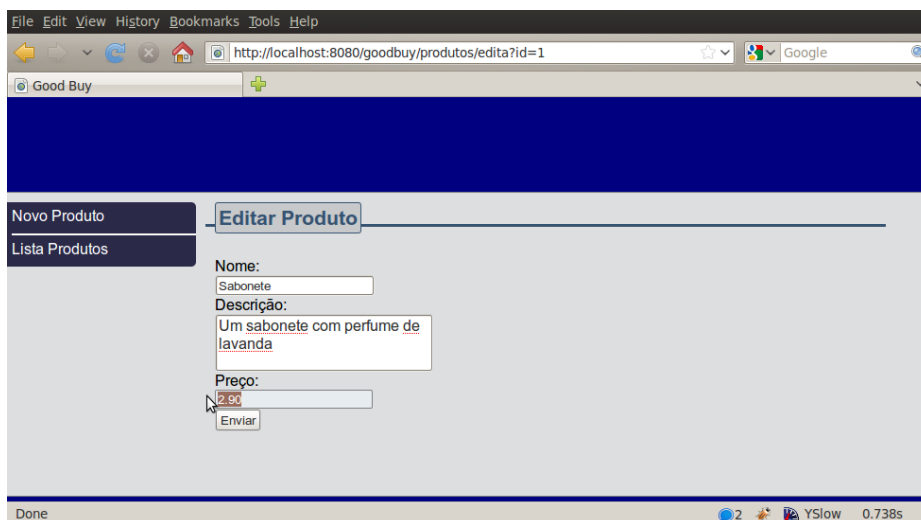 File Edit View History Bookmarks Tools Help
http://localhost:8080/goodbuy/produtos/edita?id=1
Google
Good Buy
Novo Produto
Lista Produtos
Editar Produto
Nome:
Sabonete
Descrição:
Um sabonete com perfume de
lavanda
Preço:
2.90
Enviar
Done
2
YSlow
0.738s